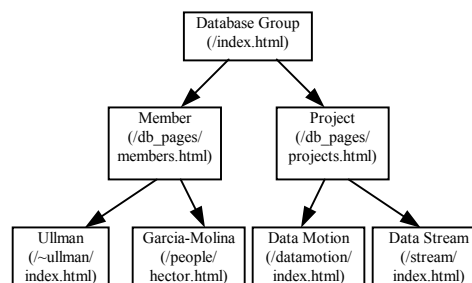 Database Group
(/index.html)
Member
(/db_pages/
members.html)
Project
(/db_pages/
projects.html)
Ullman
(/~ullman/
index.html)
Garcia-Molina
(/people/
hector.html)
Data Motion
(/datamotion/
index.html)
Data Stream
(/stream/
index.html)